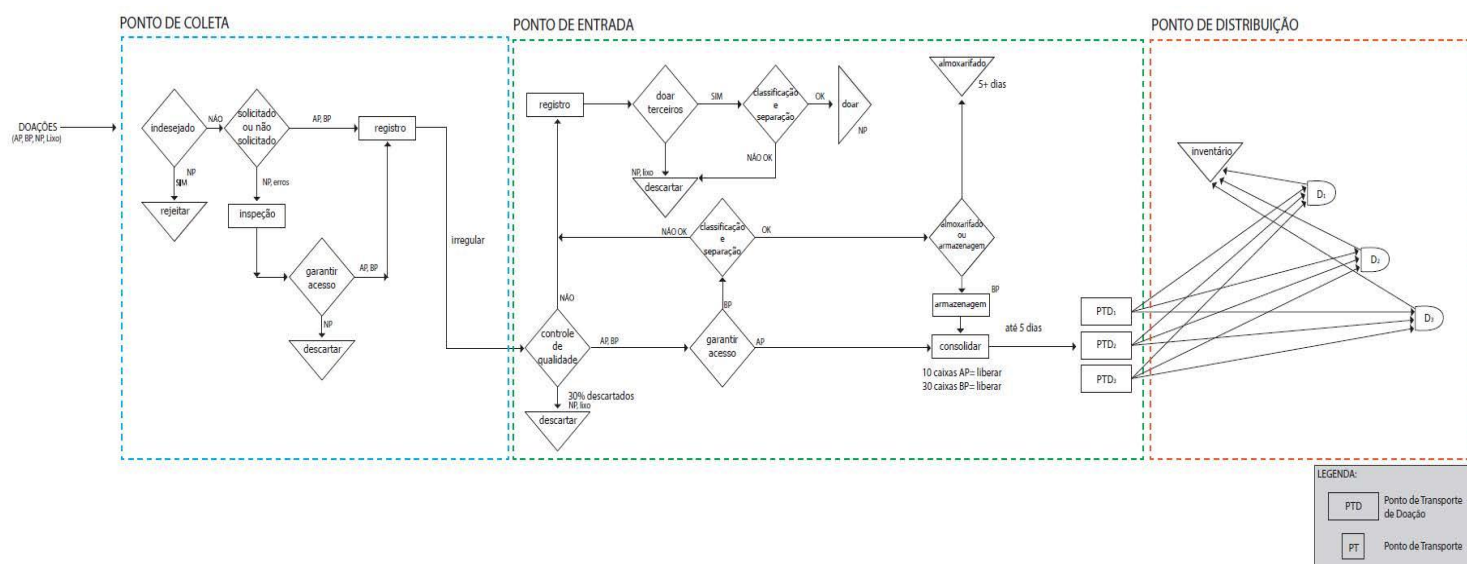 PONTO DE COLETA
PONTO DE ENTRADA
PONTO DE DISTRIBUIÇÃO
DOAÇÕES
(AP, BP, NP, Lixo)
indesejado
NÃO
solicitado
ou não
solicitado
AP, BP
registro
NP
SIM
rejeitar
NP, erros
inspeção
garantir
acesso
AP, BP
NP
descartar
irregular
registro
doar
terceiros
SIM
classificação
e
separação
OK
doar
NP
NÃO OK
NP, lixo
descartar
almoxarifado
5+ dias
NÃO OK
classificação
e
separação
OK
almoxarifado
ou
armazenagem
NÃO
BP
BP
armazenagem
controle
de
qualidade
AP, BP
garantir
acesso
AP
consolidar
até 5 dias
10 caixas AP= liberar
30 caixas BP= liberar
30% descartados
NP, lixo
descartar
PTD₁
PTD₂
PTD₃
inventário
D₁
D₂
D₃
LEGENDA:
PTD
Ponto de Transporte
de Doação
PT
Ponto de Transporte